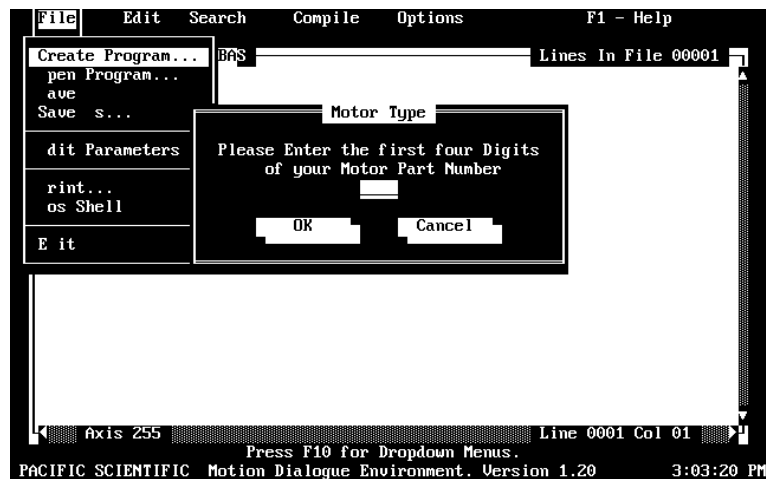 File Edit Search Compile Options F1 - Help
BAS Lines In File 00001
Create Program...
pen Program...
ave
Save s...
dit Parameters
rint...
os Shell
E it
Motor Type
Please Enter the first four Digits
of your Motor Part Number
OK Cancel
Axis 255 Line 0001 Col 01
Press F10 for Dropdown Menus.
PACIFIC SCIENTIFIC Motion Dialogue Environment. Version 1.20 3:03:20 PM